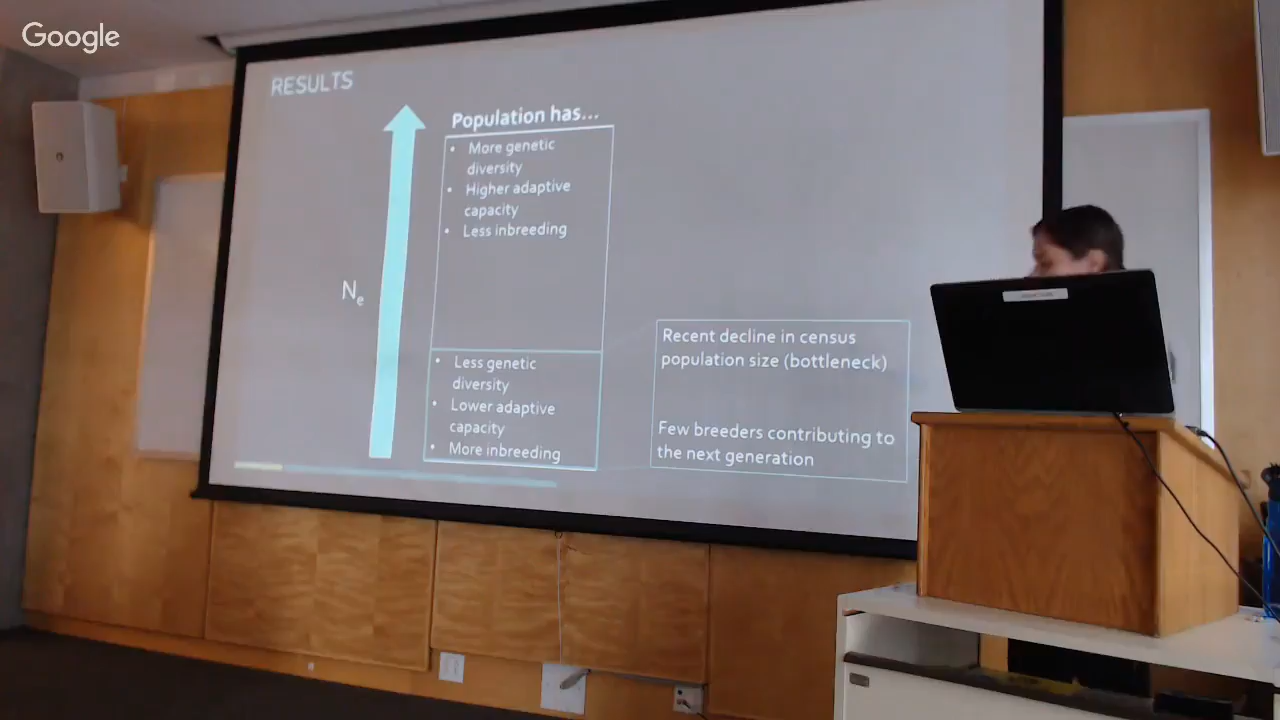 Google
RESULTS
Population has...
• More genetic
diversity
• Higher adaptive
capacity
• Less inbreeding
Ne
• Less genetic
diversity
• Lower adaptive
capacity
• More inbreeding
Recent decline in census
population size (bottleneck)
Few breeders contributing to
the next generation